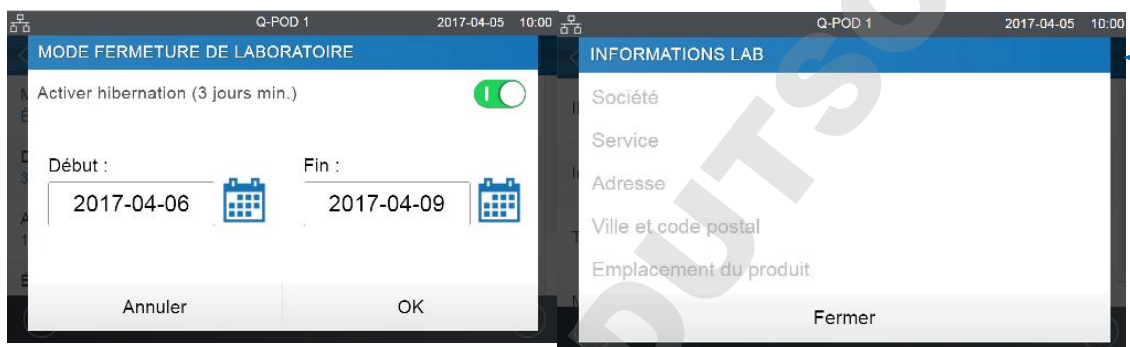 Q-POD 1 2017-04-05 10:00
MODE FERMETURE DE LABORATOIRE
Activer hibernation (3 jours min.)
Début : Fin :
2017-04-06 2017-04-09
Annuler OK
Q-POD 1 2017-04-05 10:00
INFORMATIONS LAB
Société
Service
Adresse
Ville et code postal
Emplacement du produit
Fermer
DUTSO